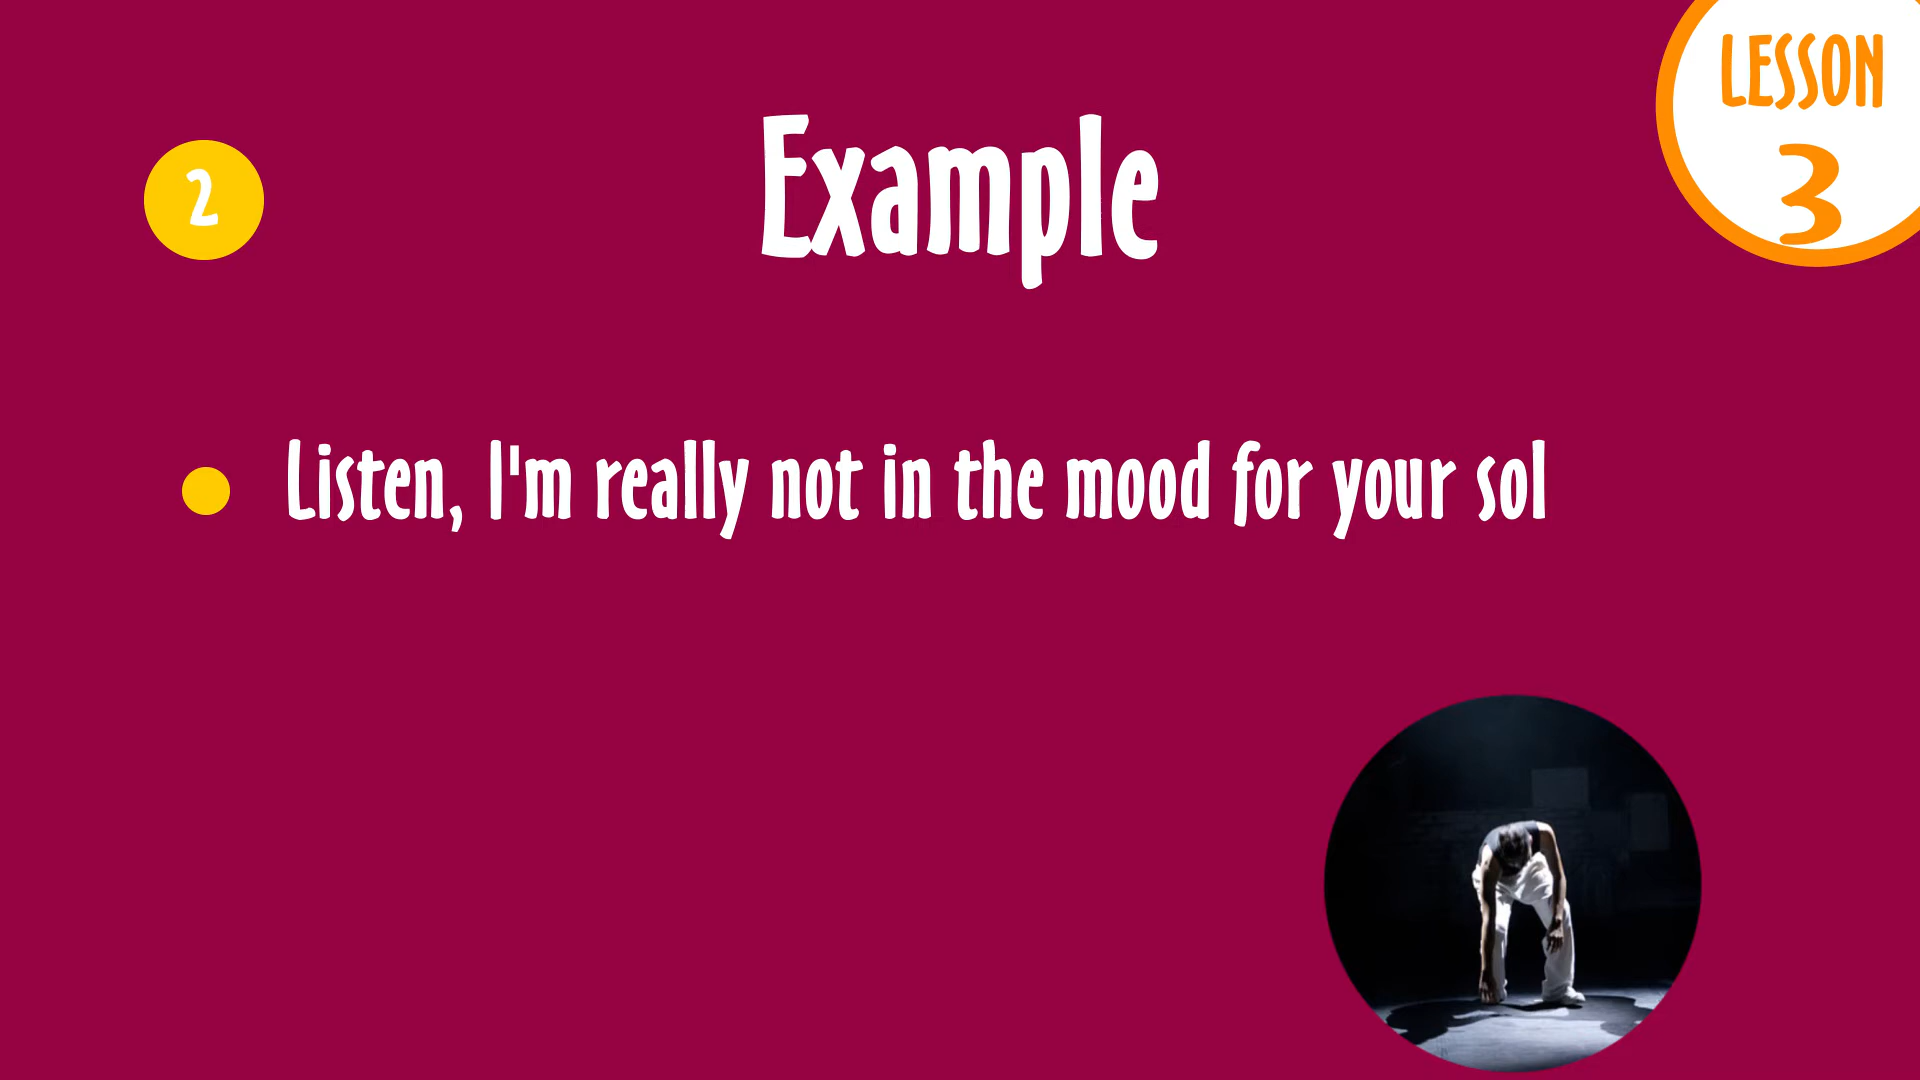 LESSON
3
2
Example
Listen, I'm really not in the mood for your sol